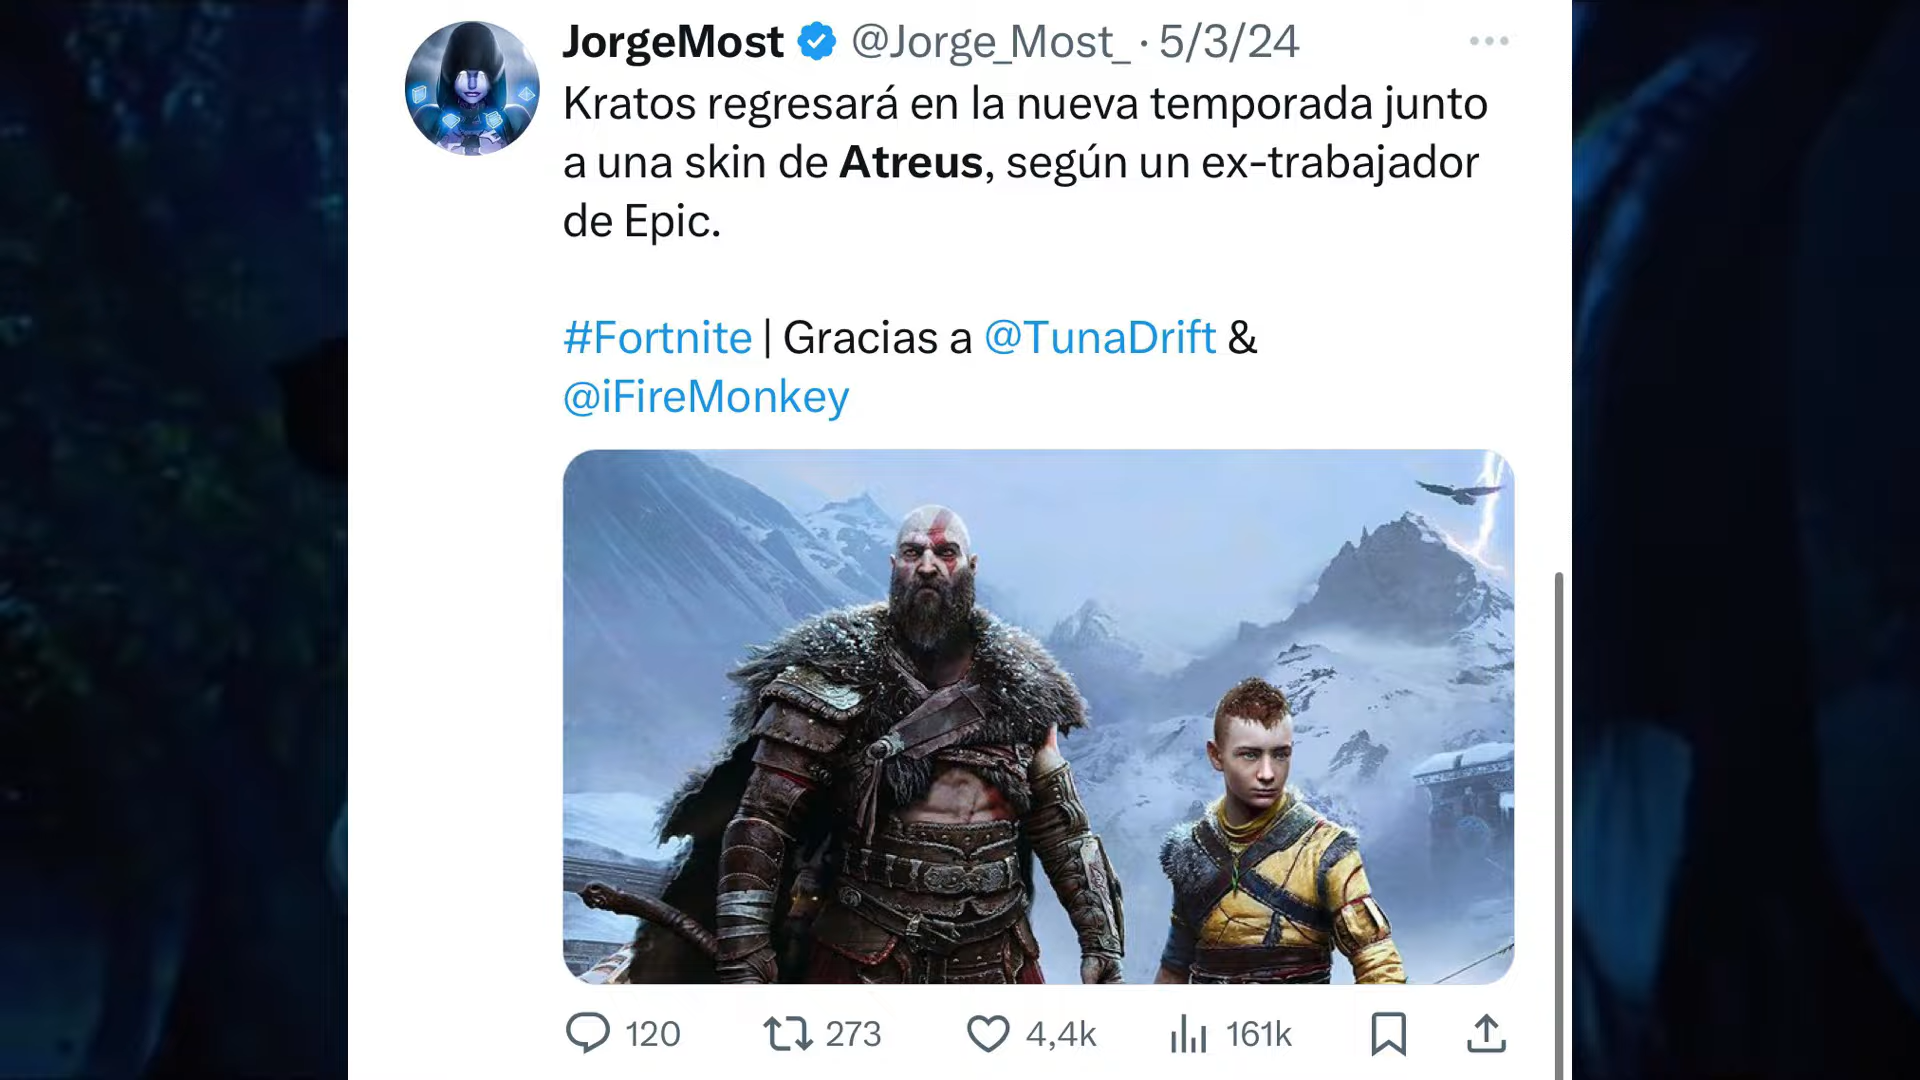 JorgeMost @Jorge_Most_ · 5/3/24
Kratos regresará en la nueva temporada junto
a una skin de Atreus, según un ex-trabajador
de Epic.
#Fortnite | Gracias a @TunaDrift &
@iFireMonkey
120 273 4,4k 161k